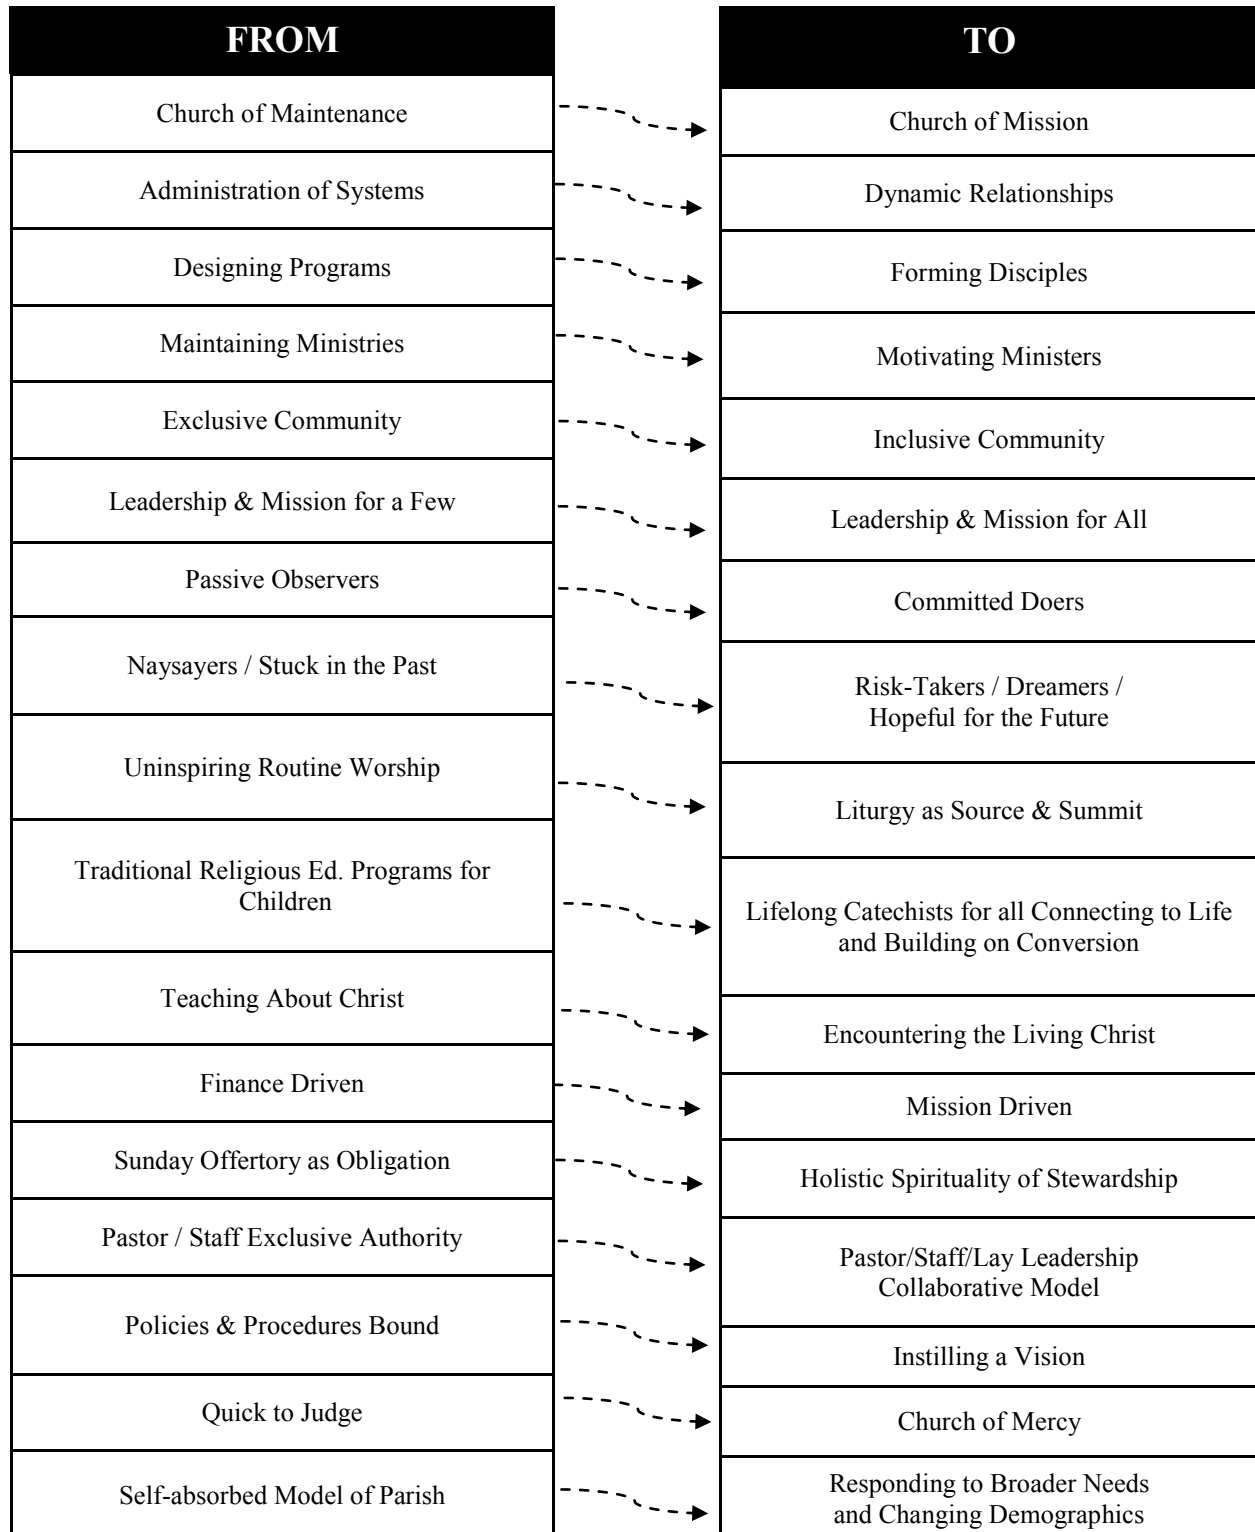 FROM
TO
Church of Maintenance
Church of Mission
Administration of Systems
Dynamic Relationships
Designing Programs
Forming Disciples
Maintaining Ministries
Motivating Ministers
Exclusive Community
Inclusive Community
Leadership & Mission for a Few
Leadership & Mission for All
Passive Observers
Committed Doers
Naysayers / Stuck in the Past
Risk-Takers / Dreamers /
Hopeful for the Future
Uninspiring Routine Worship
Liturgy as Source & Summit
Traditional Religious Ed. Programs for
Children
Lifelong Catechists for all Connecting to Life
and Building on Conversion
Teaching About Christ
Encountering the Living Christ
Finance Driven
Mission Driven
Sunday Offertory as Obligation
Holistic Spirituality of Stewardship
Pastor / Staff Exclusive Authority
Pastor/Staff/Lay Leadership
Collaborative Model
Policies & Procedures Bound
Instilling a Vision
Quick to Judge
Church of Mercy
Self-absorbed Model of Parish
Responding to Broader Needs
and Changing Demographics